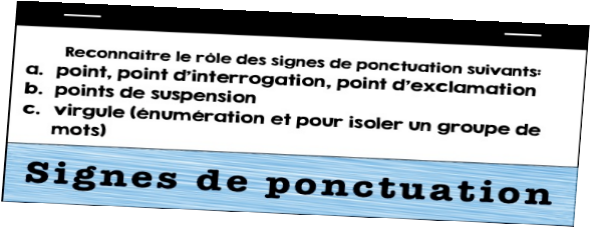 Reconnaître le rôle des signes de ponctuation suivants:
a. point, point d'interrogation, point d'exclamation
b. points de suspension
c. virgule (énumération et pour isoler un groupe de
mots)
Signes de ponctuation